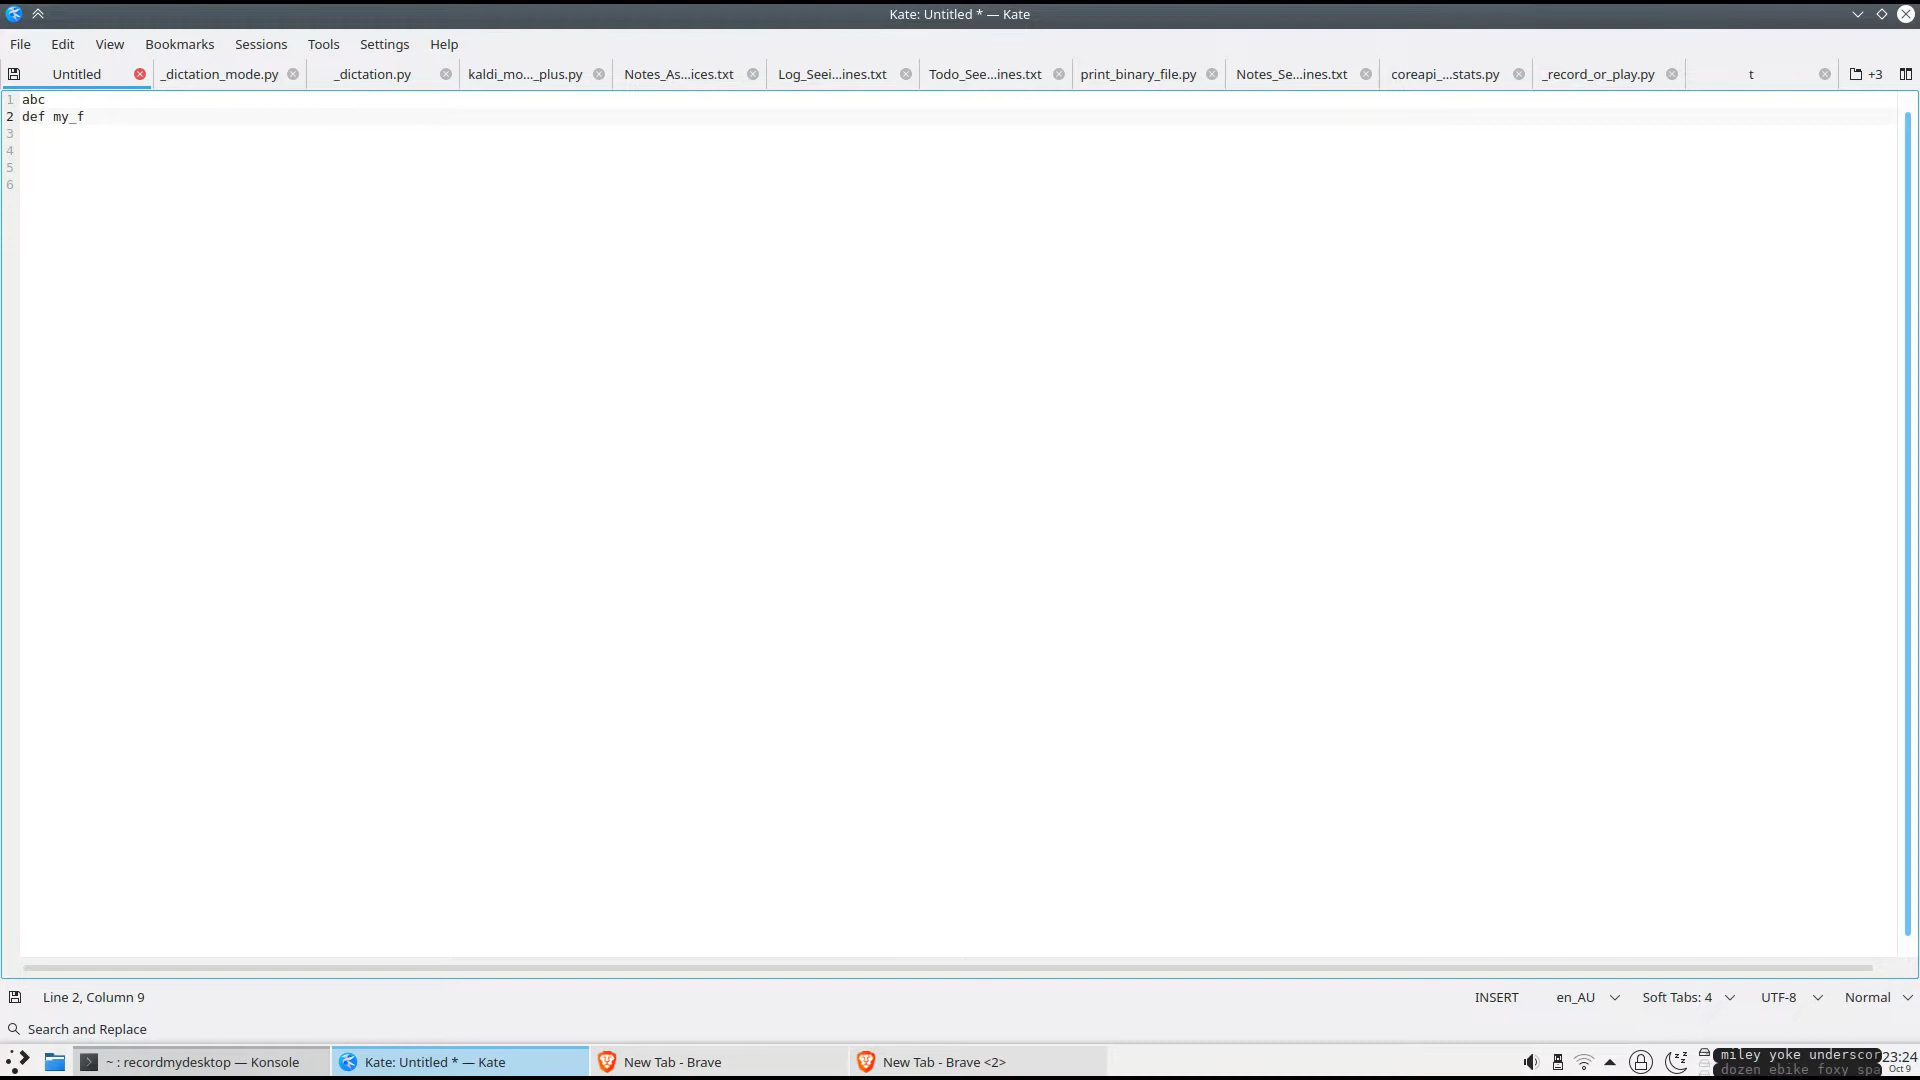 Kate: Untitled * — Kate
File Edit View Bookmarks Sessions Tools Settings Help
Untitled _dictation_mode.py _dictation.py kaldi_mo..._plus.py Notes_As...ices.txt Log_Seei...ines.txt Todo_See...ines.txt print_binary_file.py Notes_Se...ines.txt coreapi_...stats.py _record_or_play.py t +3
1 abc
2 def my_f
3
4
5
6
Line 2, Column 9 INSERT en_AU Soft Tabs: 4 UTF-8 Normal
Search and Replace
~ : recordmydesktop — Konsole Kate: Untitled * — Kate New Tab - Brave New Tab - Brave <2> miley yoke underscor 23:24
dozen ebike foxy spa Oct 9